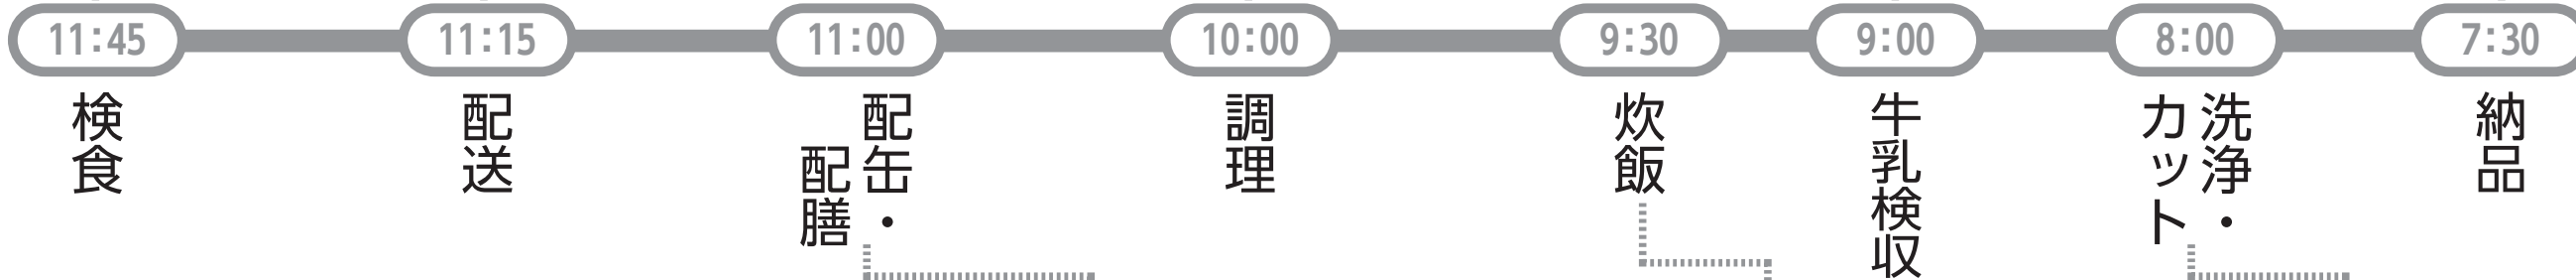 7:30
納品
8:00
洗浄・
カット
9:00
牛乳検収
9:30
炊飯
10:00
調理
11:00
配缶・
配膳
11:15
配送
11:45
検食